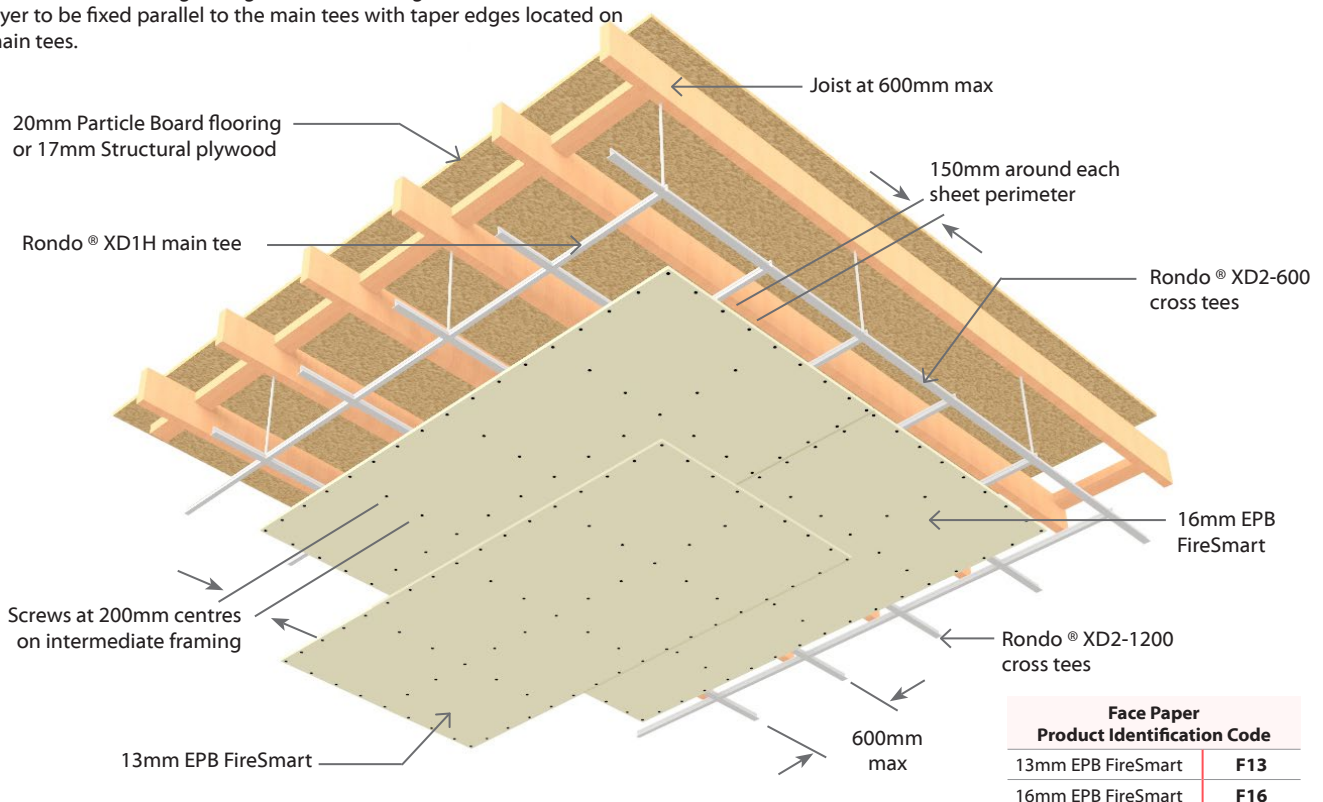 yer to be fixed parallel to the main tees with taper edges located on
ain tees.
Joist at 600mm max
20mm Particle Board flooring
or 17mm Structural plywood
150mm around each
sheet perimeter
Rondo ® XD1H main tee
Rondo ® XD2-600
cross tees
16mm EPB
FireSmart
Screws at 200mm centres
on intermediate framing
Rondo ® XD2-1200
cross tees
600mm
max
13mm EPB FireSmart
Face Paper
Product Identification Code
13mm EPB FireSmart F13
16mm EPB FireSmart F16